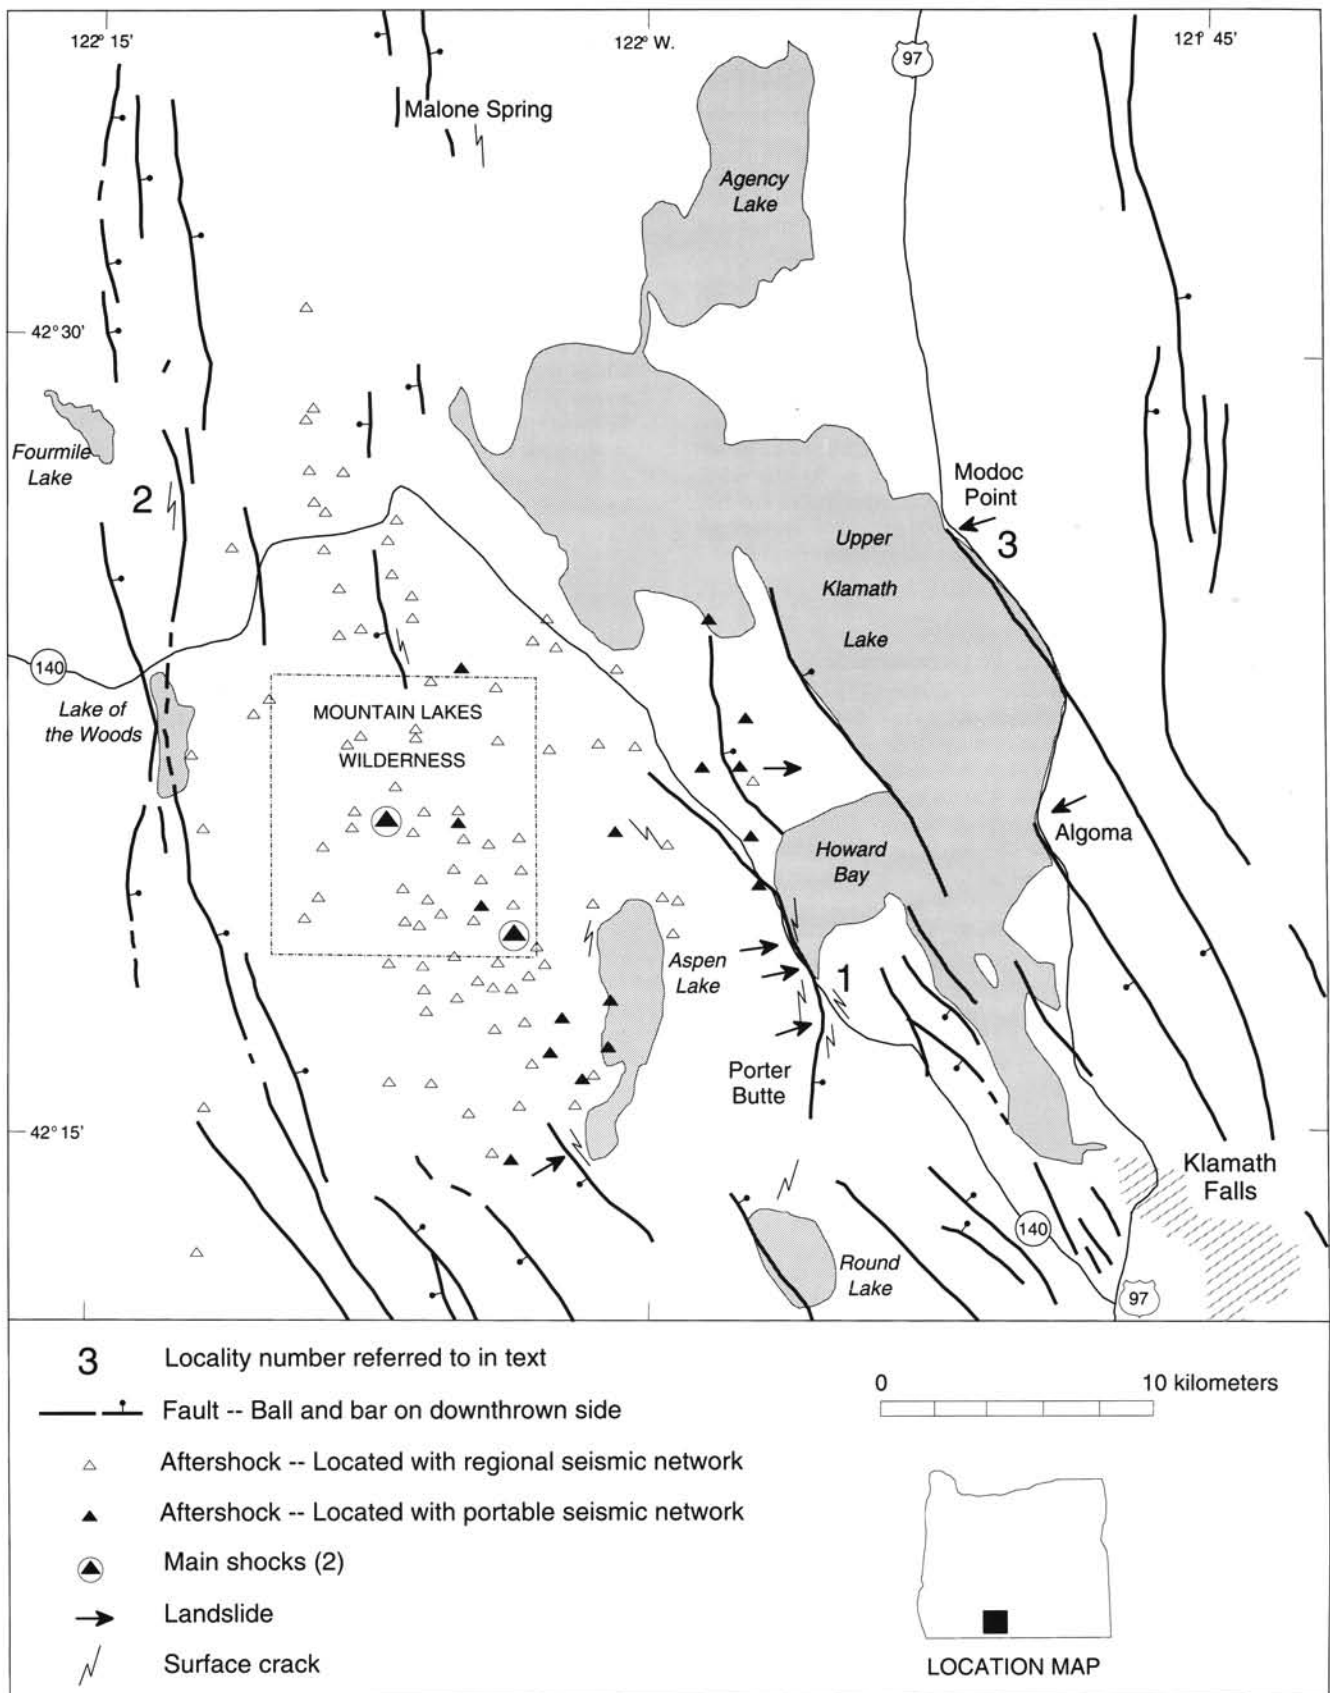 122° 15'
122° W.
121° 45'
97
Malone Spring
Agency
Lake
42° 30'
Fourmile
Lake
2
Modoc
Point
3
Upper
Klamath
Lake
140
Lake of
the Woods
MOUNTAIN LAKES
WILDERNESS
Algoma
Howard
Bay
Aspen
Lake
1
Porter
Butte
42° 15'
Klamath
Falls
140
Round
Lake
97
3 Locality number referred to in text
Fault -- Ball and bar on downthrown side
Aftershock -- Located with regional seismic network
Aftershock -- Located with portable seismic network
Main shocks (2)
Landslide
Surface crack
0 10 kilometers
LOCATION MAP